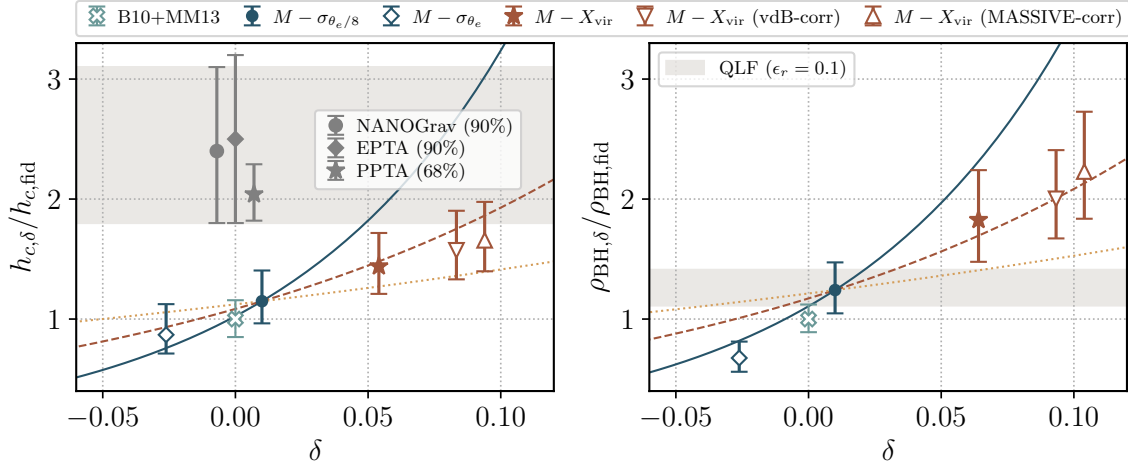 B10+MM13 M − σ_{θ_e/8} M − σ_{θ_e} M − X_vir M − X_vir (vdB-corr) M − X_vir (MASSIVE-corr)
h_{c,δ}/h_{c,fid}
3
2
1
NANOGrav (90%)
EPTA (90%)
PPTA (68%)
−0.05 0.00 0.05 0.10
δ
ρ_{BH,δ}/ρ_{BH,fid}
3
2
1
QLF (ϵ_r = 0.1)
−0.05 0.00 0.05 0.10
δ